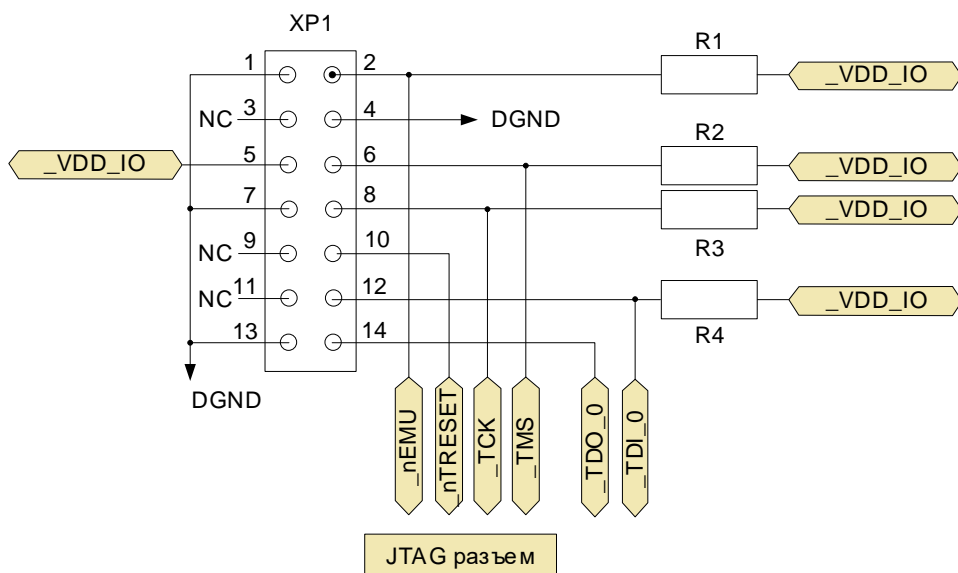 XP1
R1
1
2
_VDD_IO
NC
3
4
DGND
R2
_VDD_IO
5
6
_VDD_IO
7
8
_VDD_IO
R3
NC
9
10
NC
11
12
_VDD_IO
R4
13
14
DGND
_nEMU
_nTRESET
_TCK
_TMS
_TDO_0
_TDI_0
JTAG разъем